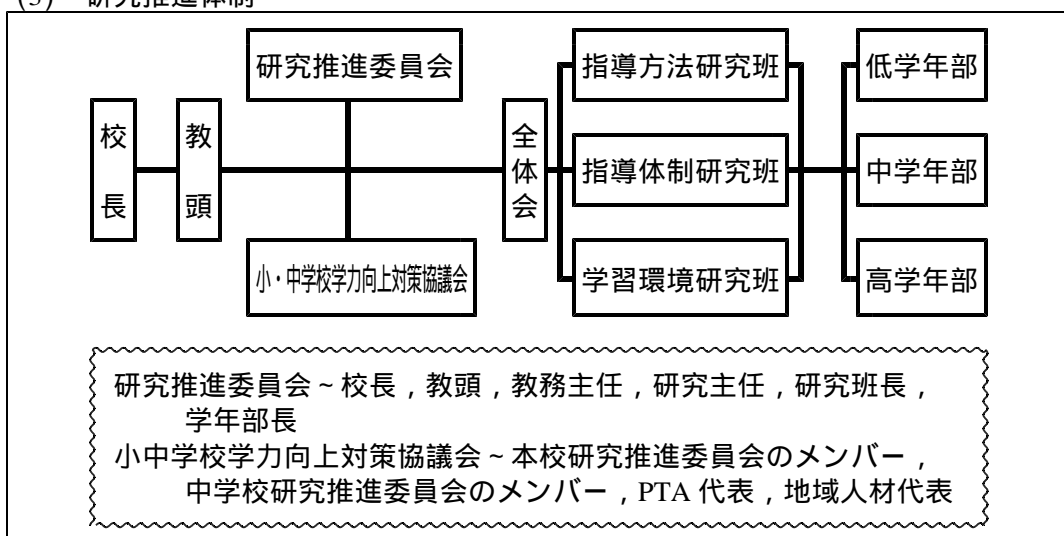 (3) 研究推進体制
研究推進委員会
指導方法研究班
低学年部
校長
教頭
全体会
指導体制研究班
中学年部
小・中学校学力向上対策協議会
学習環境研究班
高学年部
研究推進委員会~校長,教頭,教務主任,研究主任,研究班長,
学年部長
小中学校学力向上対策協議会~本校研究推進委員会のメンバー,
中学校研究推進委員会のメンバー,PTA 代表,地域人材代表